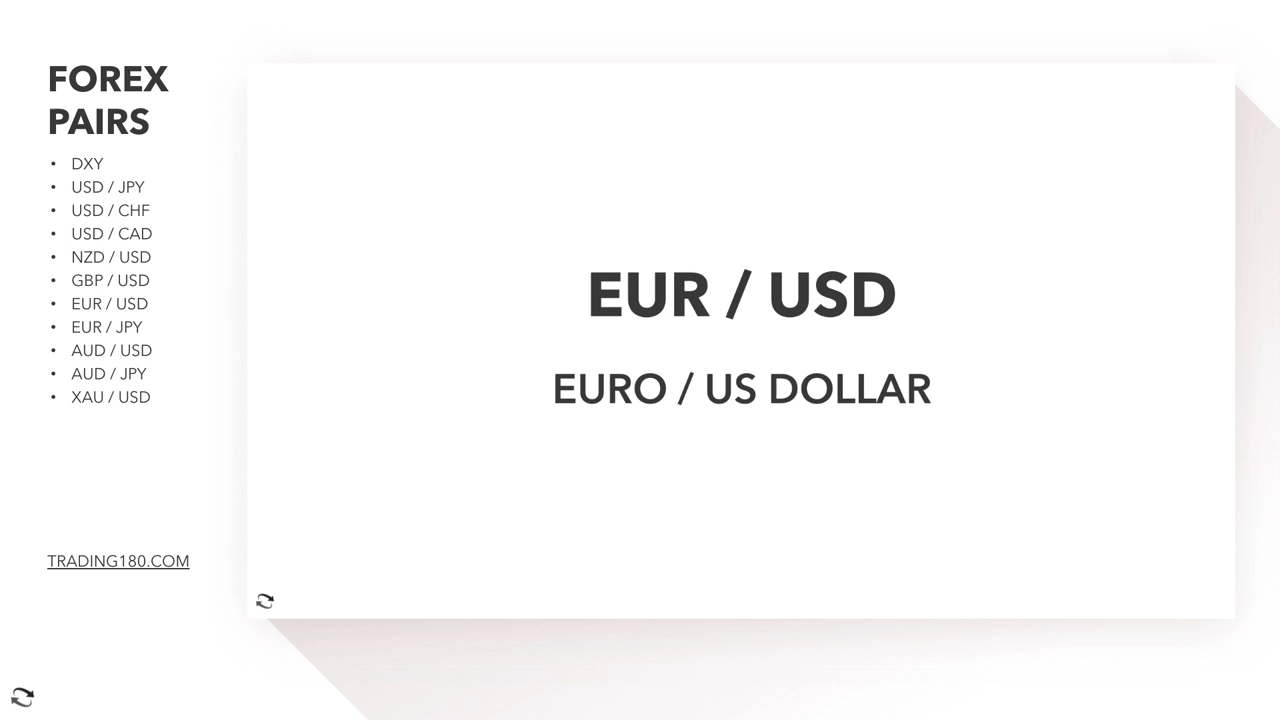 FOREX
PAIRS
• DXY
• USD / JPY
• USD / CHF
• USD / CAD
• NZD / USD
• GBP / USD
• EUR / USD
• EUR / JPY
• AUD / USD
• AUD / JPY
• XAU / USD
TRADING180.COM
EUR / USD
EURO / US DOLLAR